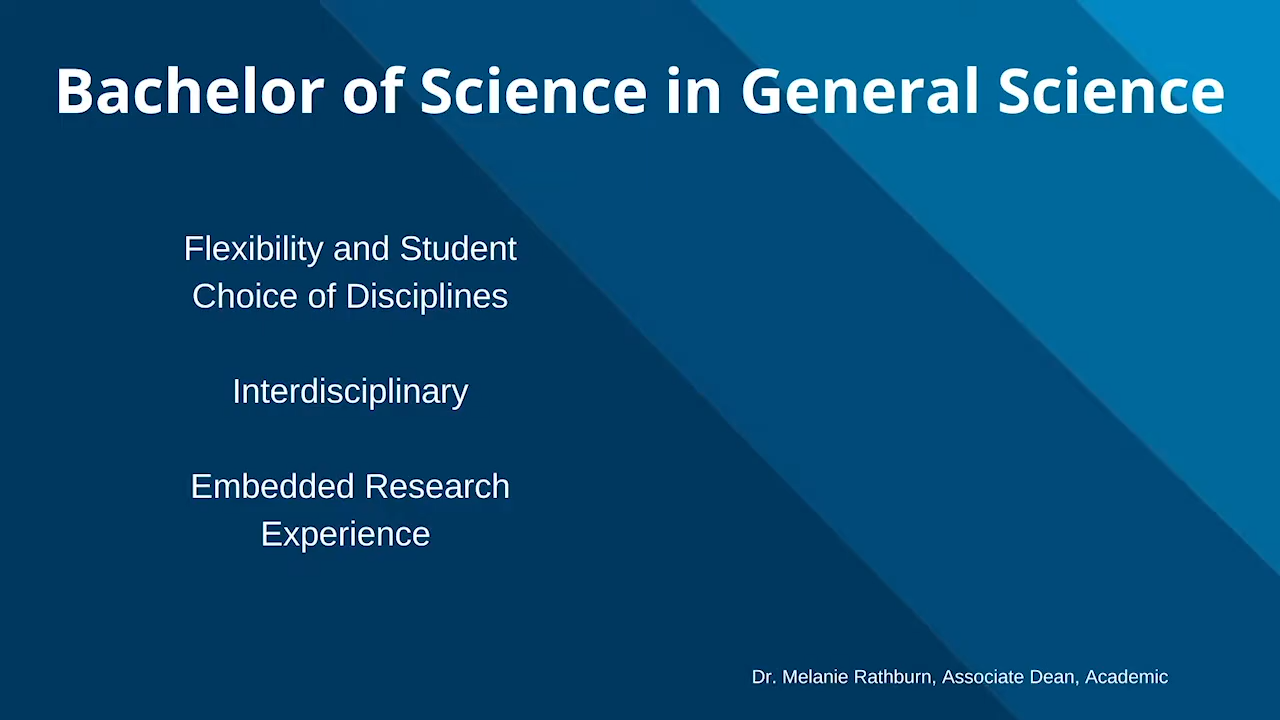 Bachelor of Science in General Science
Flexibility and Student
Choice of Disciplines
Interdisciplinary
Embedded Research
Experience
Dr. Melanie Rathburn, Associate Dean, Academic